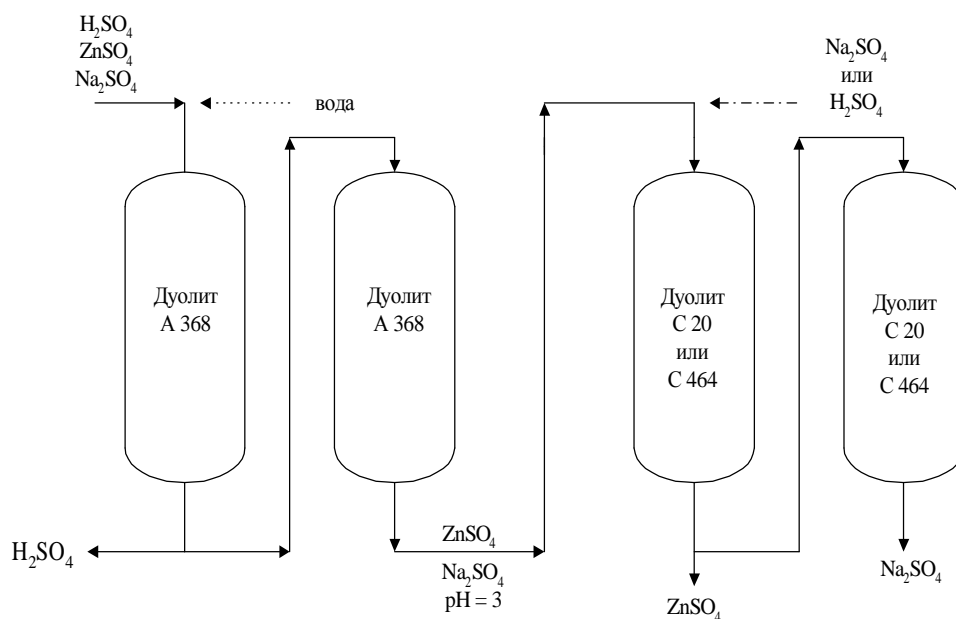 H₂SO₄
ZnSO₄
Na₂SO₄
вода
Na₂SO₄
или
H₂SO₄
Дуолит
А 368
Дуолит
А 368
Дуолит
С 20
или
С 464
Дуолит
С 20
или
С 464
H₂SO₄
ZnSO₄
Na₂SO₄
pH = 3
ZnSO₄
Na₂SO₄